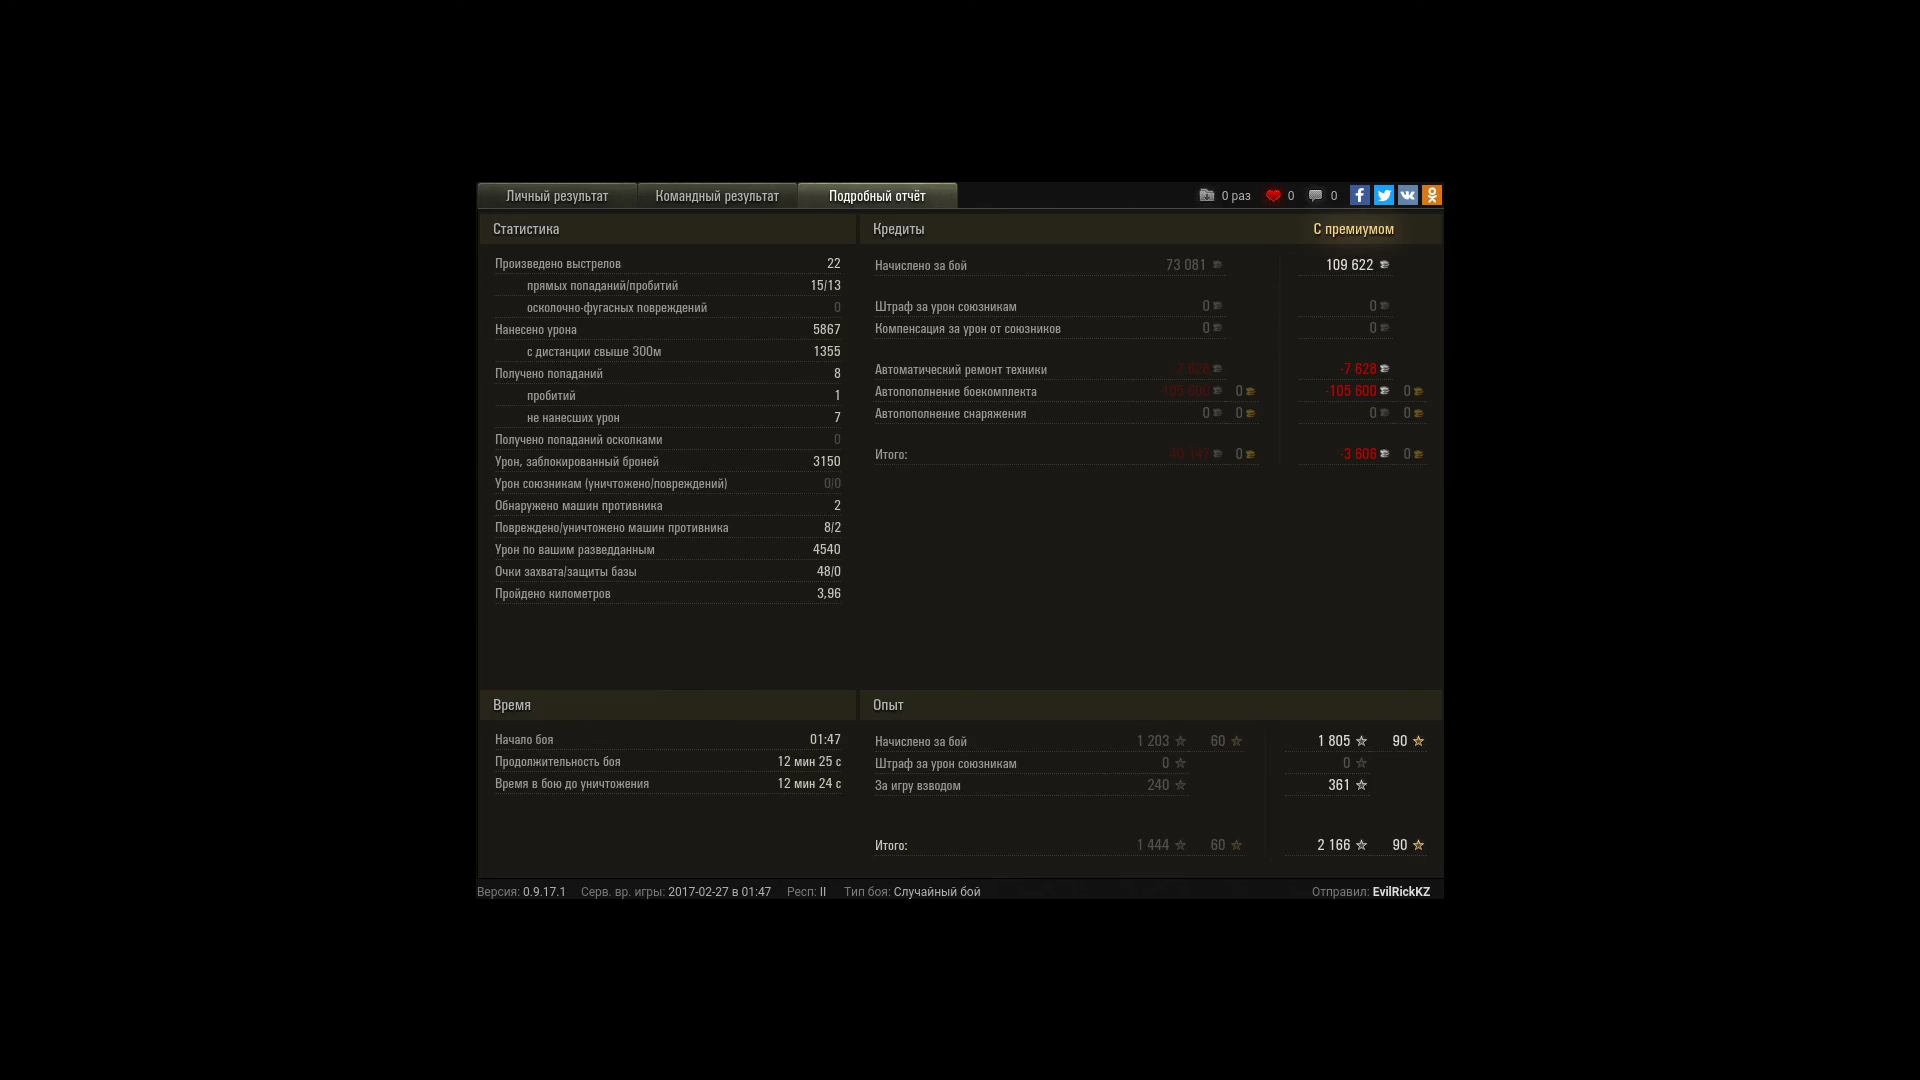 Личный результат Командный результат Подробный отчёт 0 раз 0 0
Статистика
Произведено выстрелов 22
прямых попаданий/пробитий 15/13
осколочно-фугасных повреждений 0
Нанесено урона 5867
с дистанции свыше 300м 1355
Получено попаданий 8
пробитий 1
не нанесших урон 7
Получено попаданий осколками 0
Урон, заблокированный броней 3150
Урон союзникам (уничтожено/повреждений) 0/0
Обнаружено машин противника 2
Повреждено/уничтожено машин противника 8/2
Урон по вашим разведданным 4540
Очки захвата/защиты базы 48/0
Пройдено километров 3,96
Кредиты С премиумом
Начислено за бой 73 081 109 622
Штраф за урон союзникам 0 0
Компенсация за урон от союзников 0 0
Автоматический ремонт техники -7 628 -7 628
Автопополнение боекомплекта -105 600 0 -105 600 0
Автопополнение снаряжения 0 0 0 0
Итого: 0 -3 606 0
Время
Начало боя 01:47
Продолжительность боя 12 мин 25 с
Время в бою до уничтожения 12 мин 24 с
Опыт
Начислено за бой 1 203 60 1 805 90
Штраф за урон союзникам 0 0
За игру взводом 240 361
Итого: 1 444 60 2 166 90
Версия: 0.9.17.1 Серв. вр. игры: 2017-02-27 в 01:47 Респ: II Тип боя: Случайный бой Отправил: EvilRickKZ